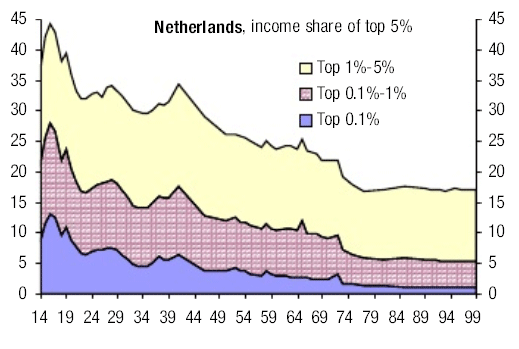 Netherlands, income share of top 5%
Top 1%-5%
Top 0.1%-1%
Top 0.1%
45 45
40 40
35 35
30 30
25 25
20 20
15 15
10 10
5 5
0 0
14 19 24 29 34 39 44 49 54 59 64 69 74 79 84 89 94 99